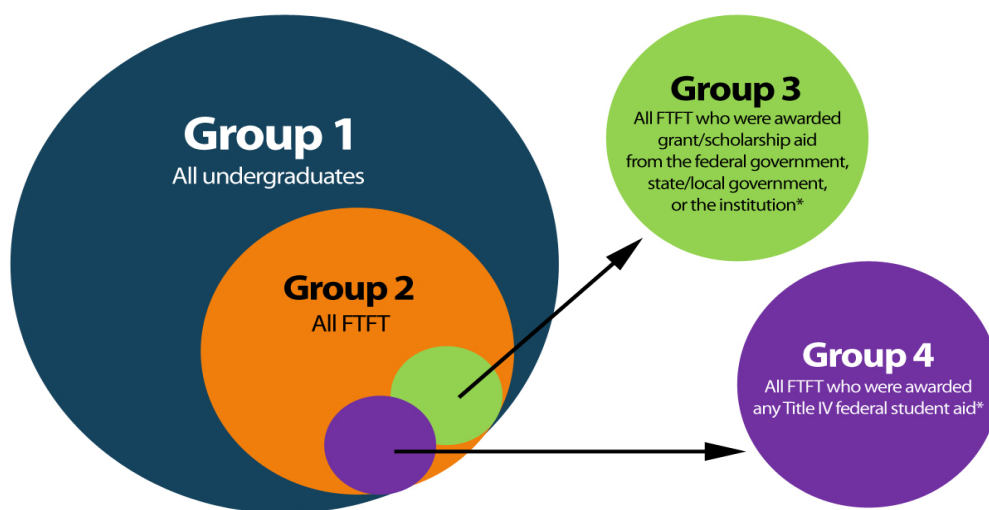 Group 1
All undergraduates
Group 2
All FTFT
Group 3
All FTFT who were awarded
grant/scholarship aid
from the federal government,
state/local government,
or the institution*
Group 4
All FTFT who were awarded
any Title IV federal student aid*